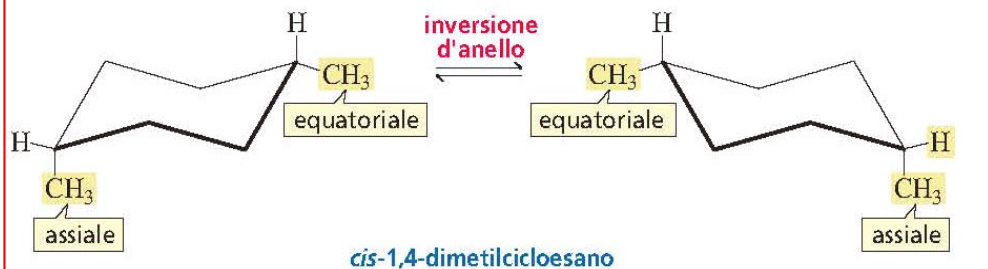 H
H
inversione
d'anello
CH₃
CH₃
equatoriale
equatoriale
H
H
CH₃
CH₃
assiale
assiale
cis-1,4-dimetilcicloesano